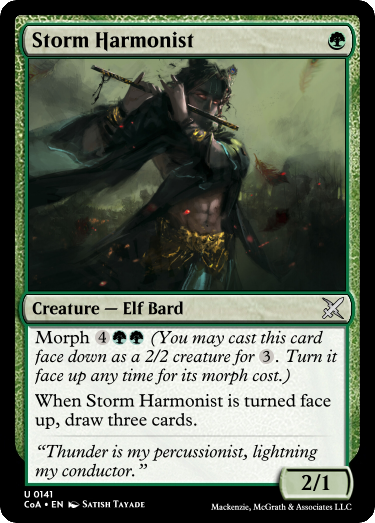 Storm Harmonist
Creature — Elf Bard
Morph 4 (You may cast this card
face down as a 2/2 creature for 3. Turn it
face up any time for its morph cost.)
When Storm Harmonist is turned face
up, draw three cards.
“Thunder is my percussionist, lightning
my conductor.”
2/1
U 0141
CoA • EN Satish Tayade
Mackenzie, McGrath & Associates LLC